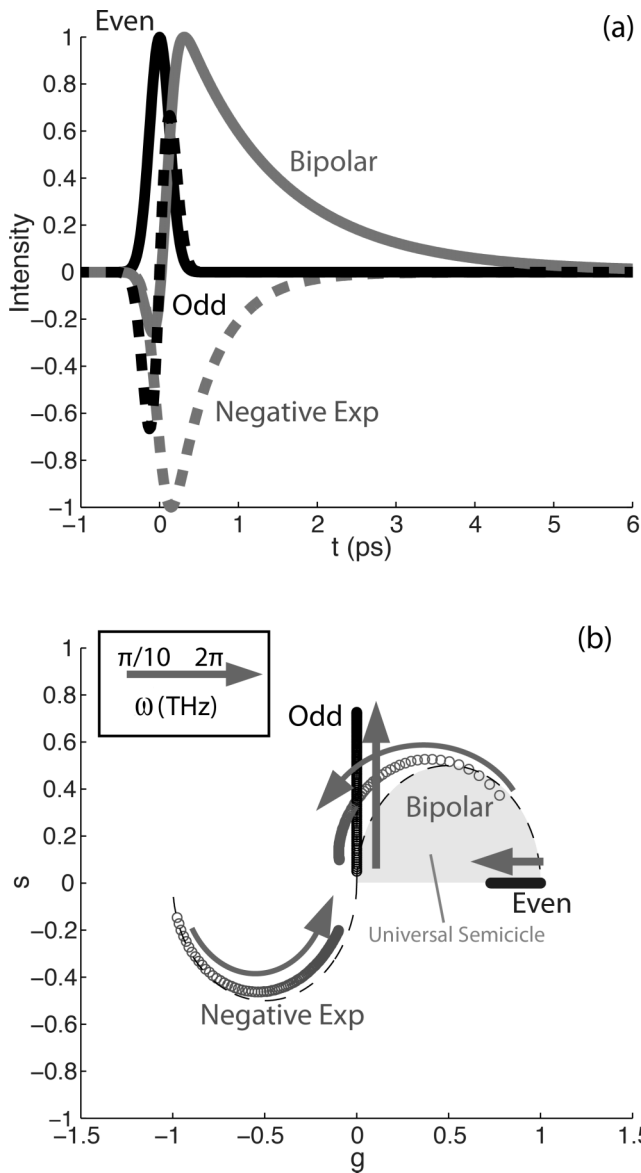 Even
(a)
1
0.8
Bipolar
0.6
0.4
0.2
Intensity
0
Odd
−0.2
−0.4
Negative Exp
−0.6
−0.8
−1
−1 0 1 2 3 4 5 6
t (ps)
1
(b)
π/10 2π
0.8
ω (THz)
Odd
0.6
0.4
Bipolar
0.2
s
0
Even
Universal Semicicle
−0.2
−0.4
Negative Exp
−0.6
−0.8
−1
−1.5 −1 −0.5 0 0.5 1 1.5
g